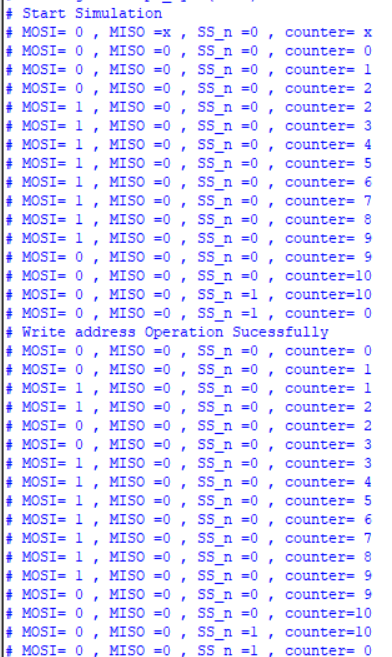 # Start Simulation
# MOSI= 0 , MISO =x , SS_n =0 , counter= x
# MOSI= 0 , MISO =0 , SS_n =0 , counter= 0
# MOSI= 0 , MISO =0 , SS_n =0 , counter= 1
# MOSI= 0 , MISO =0 , SS_n =0 , counter= 2
# MOSI= 1 , MISO =0 , SS_n =0 , counter= 2
# MOSI= 1 , MISO =0 , SS_n =0 , counter= 3
# MOSI= 1 , MISO =0 , SS_n =0 , counter= 4
# MOSI= 1 , MISO =0 , SS_n =0 , counter= 5
# MOSI= 1 , MISO =0 , SS_n =0 , counter= 6
# MOSI= 1 , MISO =0 , SS_n =0 , counter= 7
# MOSI= 1 , MISO =0 , SS_n =0 , counter= 8
# MOSI= 1 , MISO =0 , SS_n =0 , counter= 9
# MOSI= 0 , MISO =0 , SS_n =0 , counter= 9
# MOSI= 0 , MISO =0 , SS_n =0 , counter=10
# MOSI= 0 , MISO =0 , SS_n =1 , counter=10
# MOSI= 0 , MISO =0 , SS_n =1 , counter= 0
# Write address Operation Sucessfully
# MOSI= 0 , MISO =0 , SS_n =0 , counter= 0
# MOSI= 0 , MISO =0 , SS_n =0 , counter= 1
# MOSI= 1 , MISO =0 , SS_n =0 , counter= 1
# MOSI= 1 , MISO =0 , SS_n =0 , counter= 2
# MOSI= 0 , MISO =0 , SS_n =0 , counter= 2
# MOSI= 0 , MISO =0 , SS_n =0 , counter= 3
# MOSI= 1 , MISO =0 , SS_n =0 , counter= 3
# MOSI= 1 , MISO =0 , SS_n =0 , counter= 4
# MOSI= 1 , MISO =0 , SS_n =0 , counter= 5
# MOSI= 1 , MISO =0 , SS_n =0 , counter= 6
# MOSI= 1 , MISO =0 , SS_n =0 , counter= 7
# MOSI= 1 , MISO =0 , SS_n =0 , counter= 8
# MOSI= 1 , MISO =0 , SS_n =0 , counter= 9
# MOSI= 0 , MISO =0 , SS_n =0 , counter= 9
# MOSI= 0 , MISO =0 , SS_n =0 , counter=10
# MOSI= 0 , MISO =0 , SS_n =1 , counter=10
# MOSI= 0 , MISO =0 , SS_n =1 , counter= 0